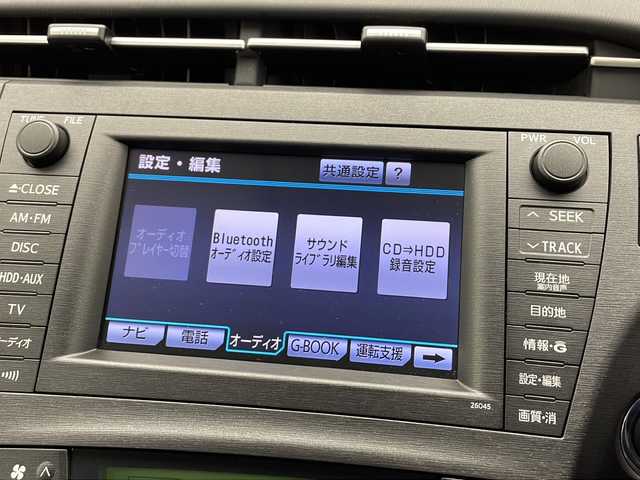 TUNE FILE
PWR VOL
⏏CLOSE
AM・FM
DISC
HDD・AUX
TV
設定・編集
共通設定
?
オーディオ
プレイヤー切替
Bluetooth
オーディオ設定
サウンド
ライブラリ編集
CD⇒HDD
録音設定
ナビ
電話
オーディオ
G-BOOK
運転支援
→
26045
∧ SEEK
∨ TRACK
現在地
案内音声
目的地
情報・G
設定・編集
画質・消